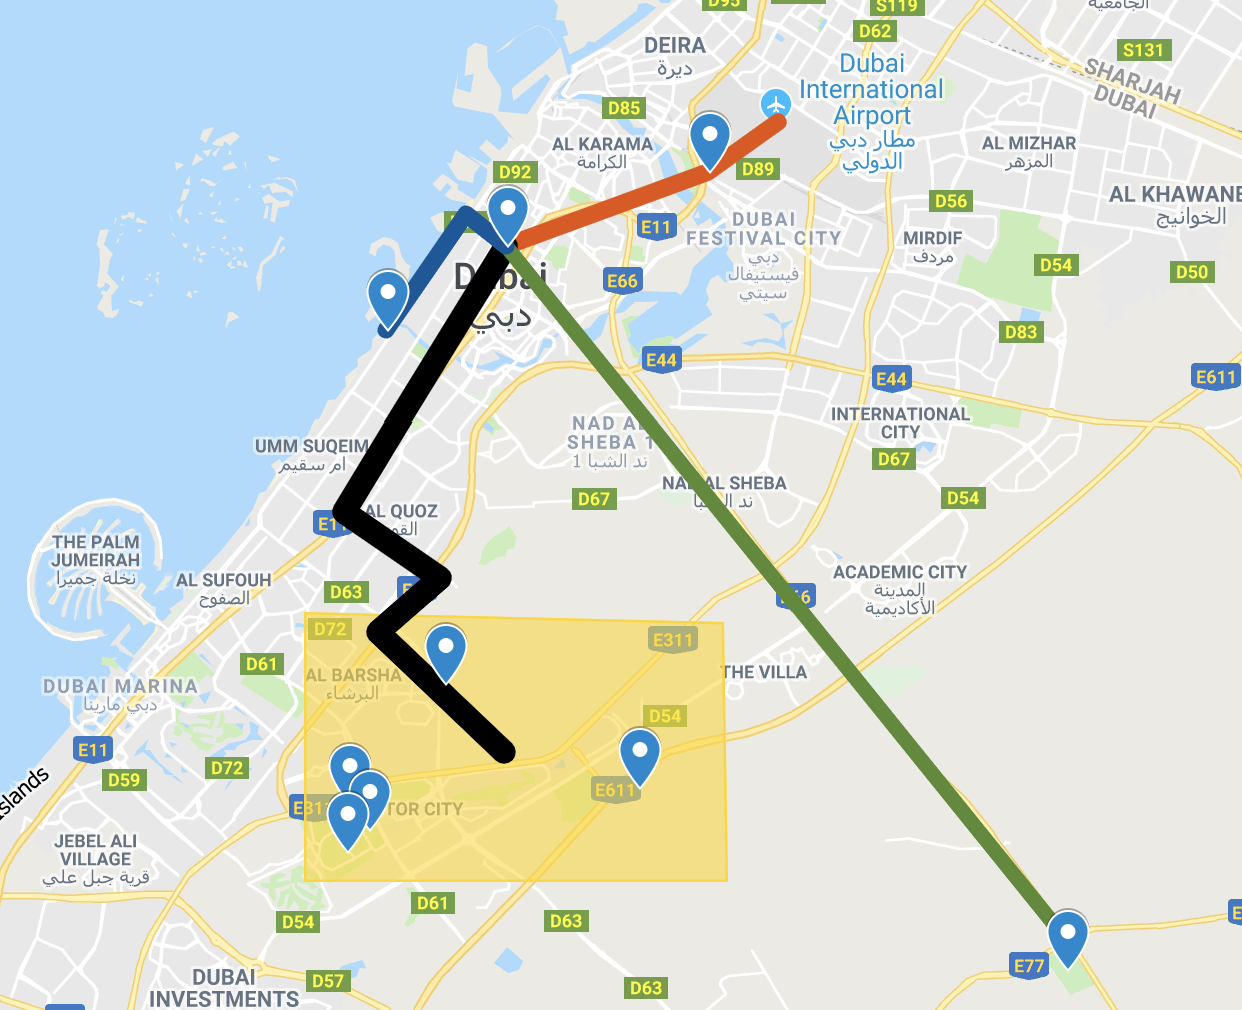 D95
S119
الجامعية
D62
DEIRA
ديرة
S131
SHARJAH
DUBAI
Dubai
International
Airport
مطار دبي
الدولي
D85
AL KARAMA
الكرامة
AL MIZHAR
المزهر
D92
D89
D56
AL KHAWANE
الخوانيج
E11
DUBAI
FESTIVAL CITY
دبي
فيستيفال
سيتي
MIRDIF
مردف
D54
D50
E66
Dubai
دبي
D83
E44
E44
E611
INTERNATIONAL
CITY
NAD AL
SHEBA 1
ند الشبا 1
UMM SUQEIM
ام سقيم
D67
NAD AL SHEBA
ند الشبا
D67
D54
AL QUOZ
القوز
E11
THE PALM
JUMEIRAH
نخلة جميرا
AL SUFOUH
الصفوح
D63
E66
ACADEMIC CITY
المدينة
الأكاديمية
D72
E311
D61
AL BARSHA
البرشاء
THE VILLA
DUBAI MARINA
دبي مارينا
D54
E11
D59
D72
slands
E611
E311
TOR CITY
JEBEL ALI
VILLAGE
قرية جبل علي
D61
D54
D63
E77
DUBAI
INVESTMENTS
D57
D63